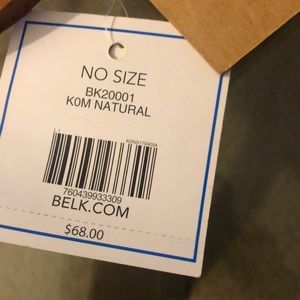 NO SIZE
BK20001
K0M NATURAL
760439933309
BELK.COM
$68.00